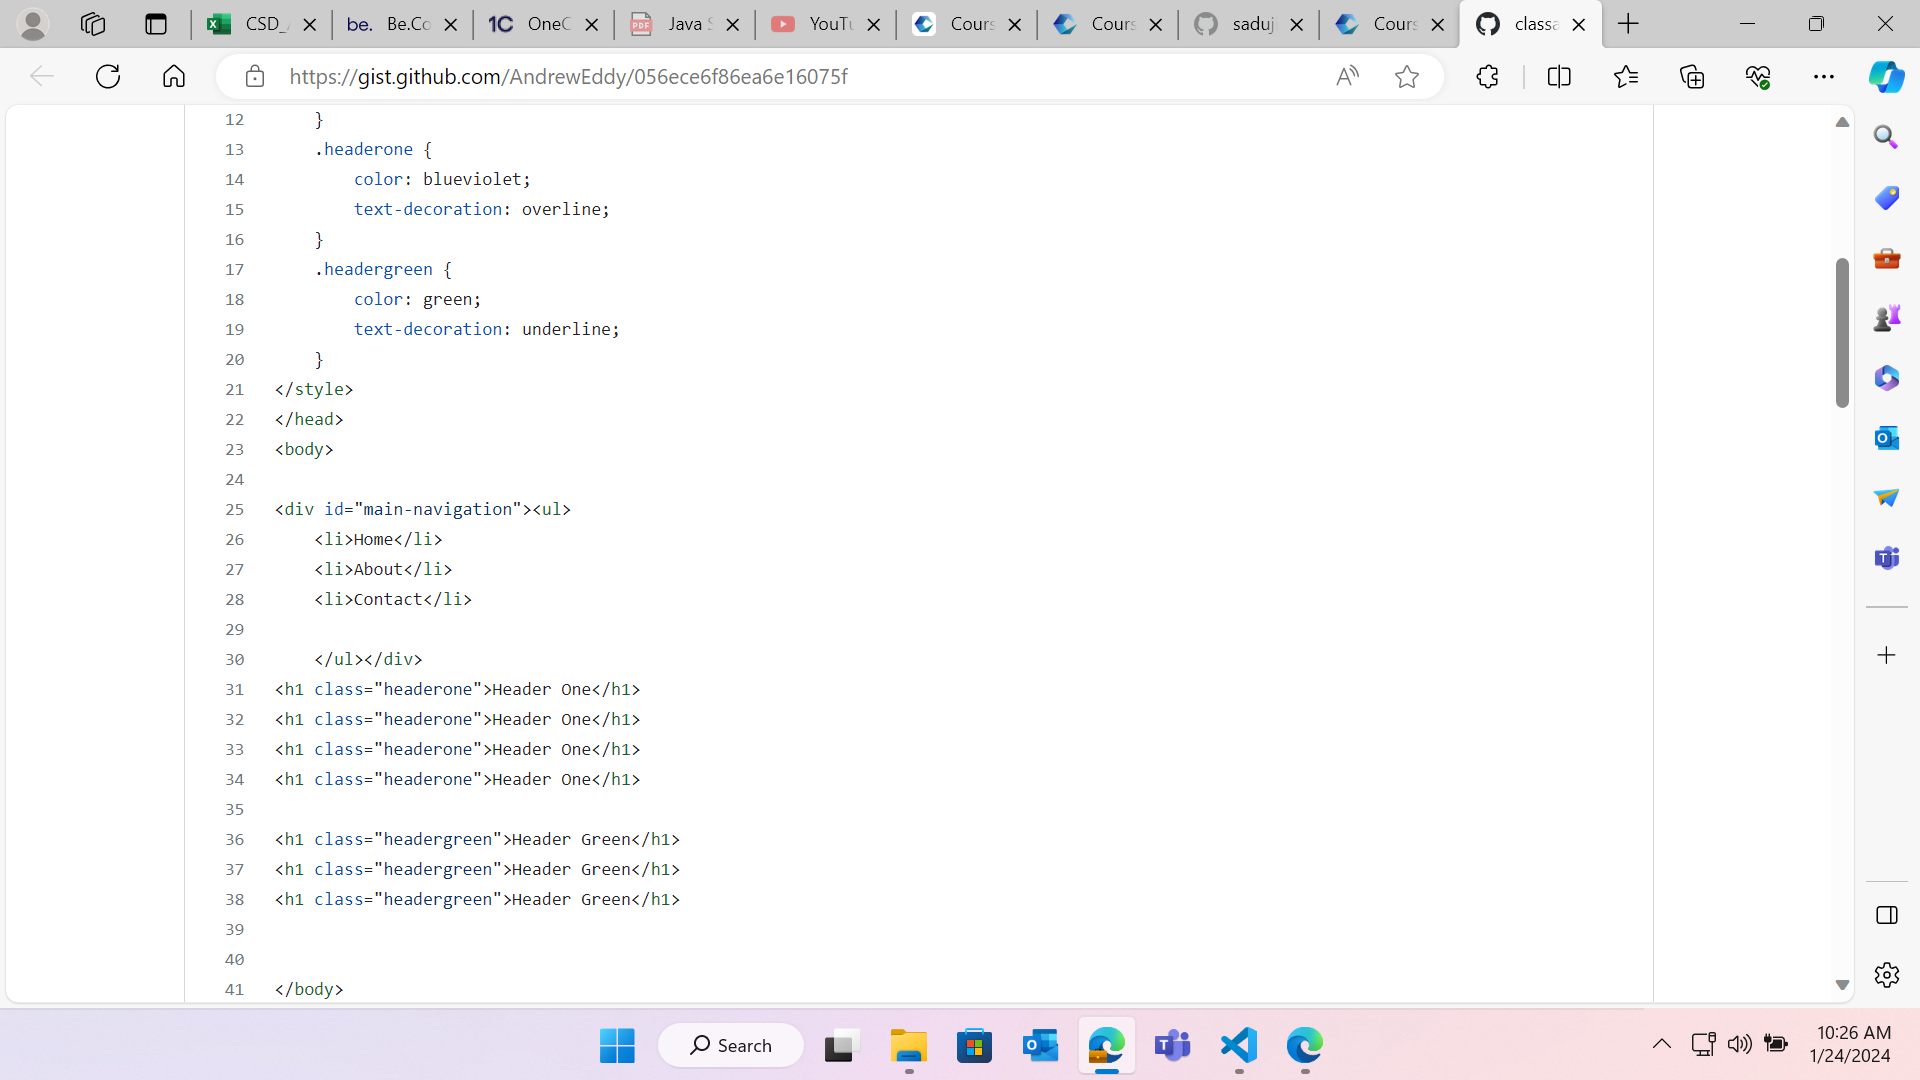 CSD_
Be.Co
OneC
Java S
YouTu
Cours
Cours
saduj
Cours
classa
https://gist.github.com/AndrewEddy/056ece6f86ea6e16075f
12 }
13 .headerone {
14 color: blueviolet;
15 text-decoration: overline;
16 }
17 .headergreen {
18 color: green;
19 text-decoration: underline;
20 }
21 </style>
22 </head>
23 <body>
24
25 <div id="main-navigation"><ul>
26 <li>Home</li>
27 <li>About</li>
28 <li>Contact</li>
29
30 </ul></div>
31 <h1 class="headerone">Header One</h1>
32 <h1 class="headerone">Header One</h1>
33 <h1 class="headerone">Header One</h1>
34 <h1 class="headerone">Header One</h1>
35
36 <h1 class="headergreen">Header Green</h1>
37 <h1 class="headergreen">Header Green</h1>
38 <h1 class="headergreen">Header Green</h1>
39
40
41 </body>
Search
10:26 AM
1/24/2024